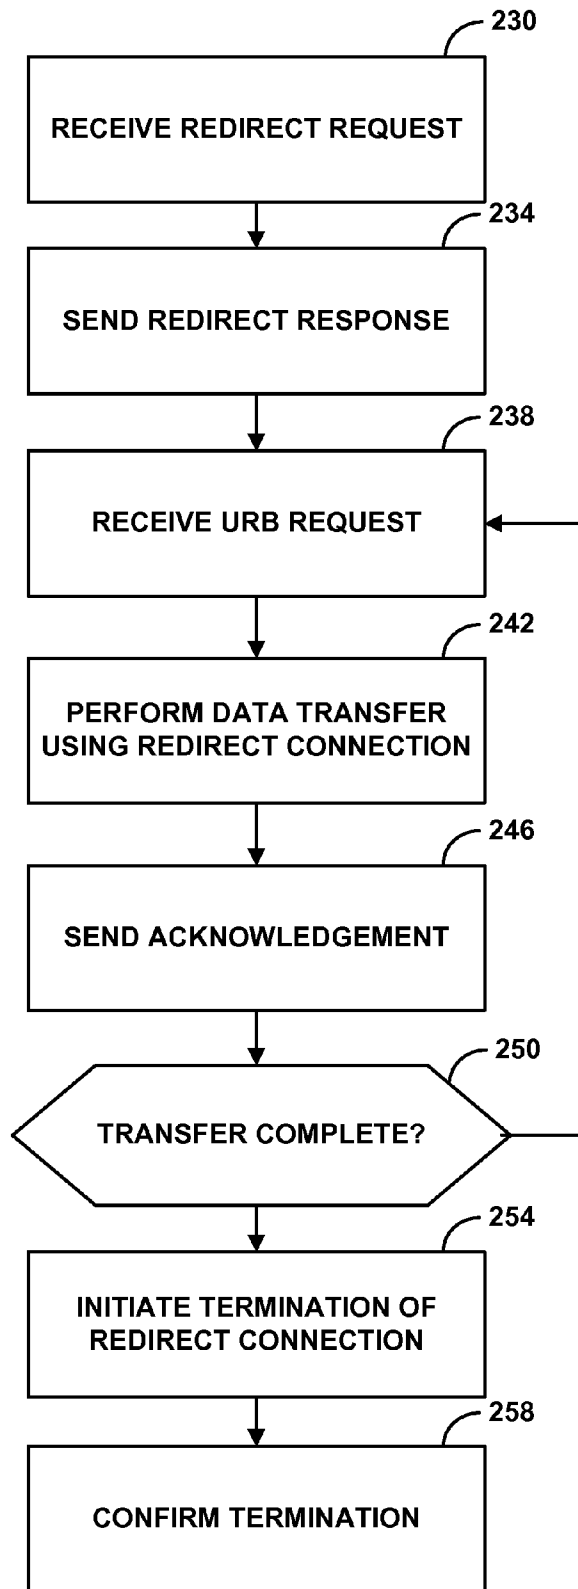 230
RECEIVE REDIRECT REQUEST
234
SEND REDIRECT RESPONSE
238
RECEIVE URB REQUEST
242
PERFORM DATA TRANSFER
USING REDIRECT CONNECTION
246
SEND ACKNOWLEDGEMENT
250
TRANSFER COMPLETE?
254
INITIATE TERMINATION OF
REDIRECT CONNECTION
258
CONFIRM TERMINATION